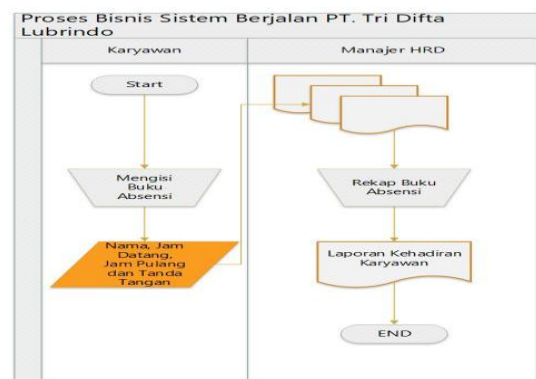 Proses Bisnis Sistem Berjalan PT. Tri Difta
Lubrindo
Karyawan
Manajer HRD
Start
Mengisi
Buku
Absensi
Nama, Jam
Datang,
Jam Pulang
dan Tanda
Tangan
Rekap Buku
Absensi
Laporan Kehadiran
Karyawan
END